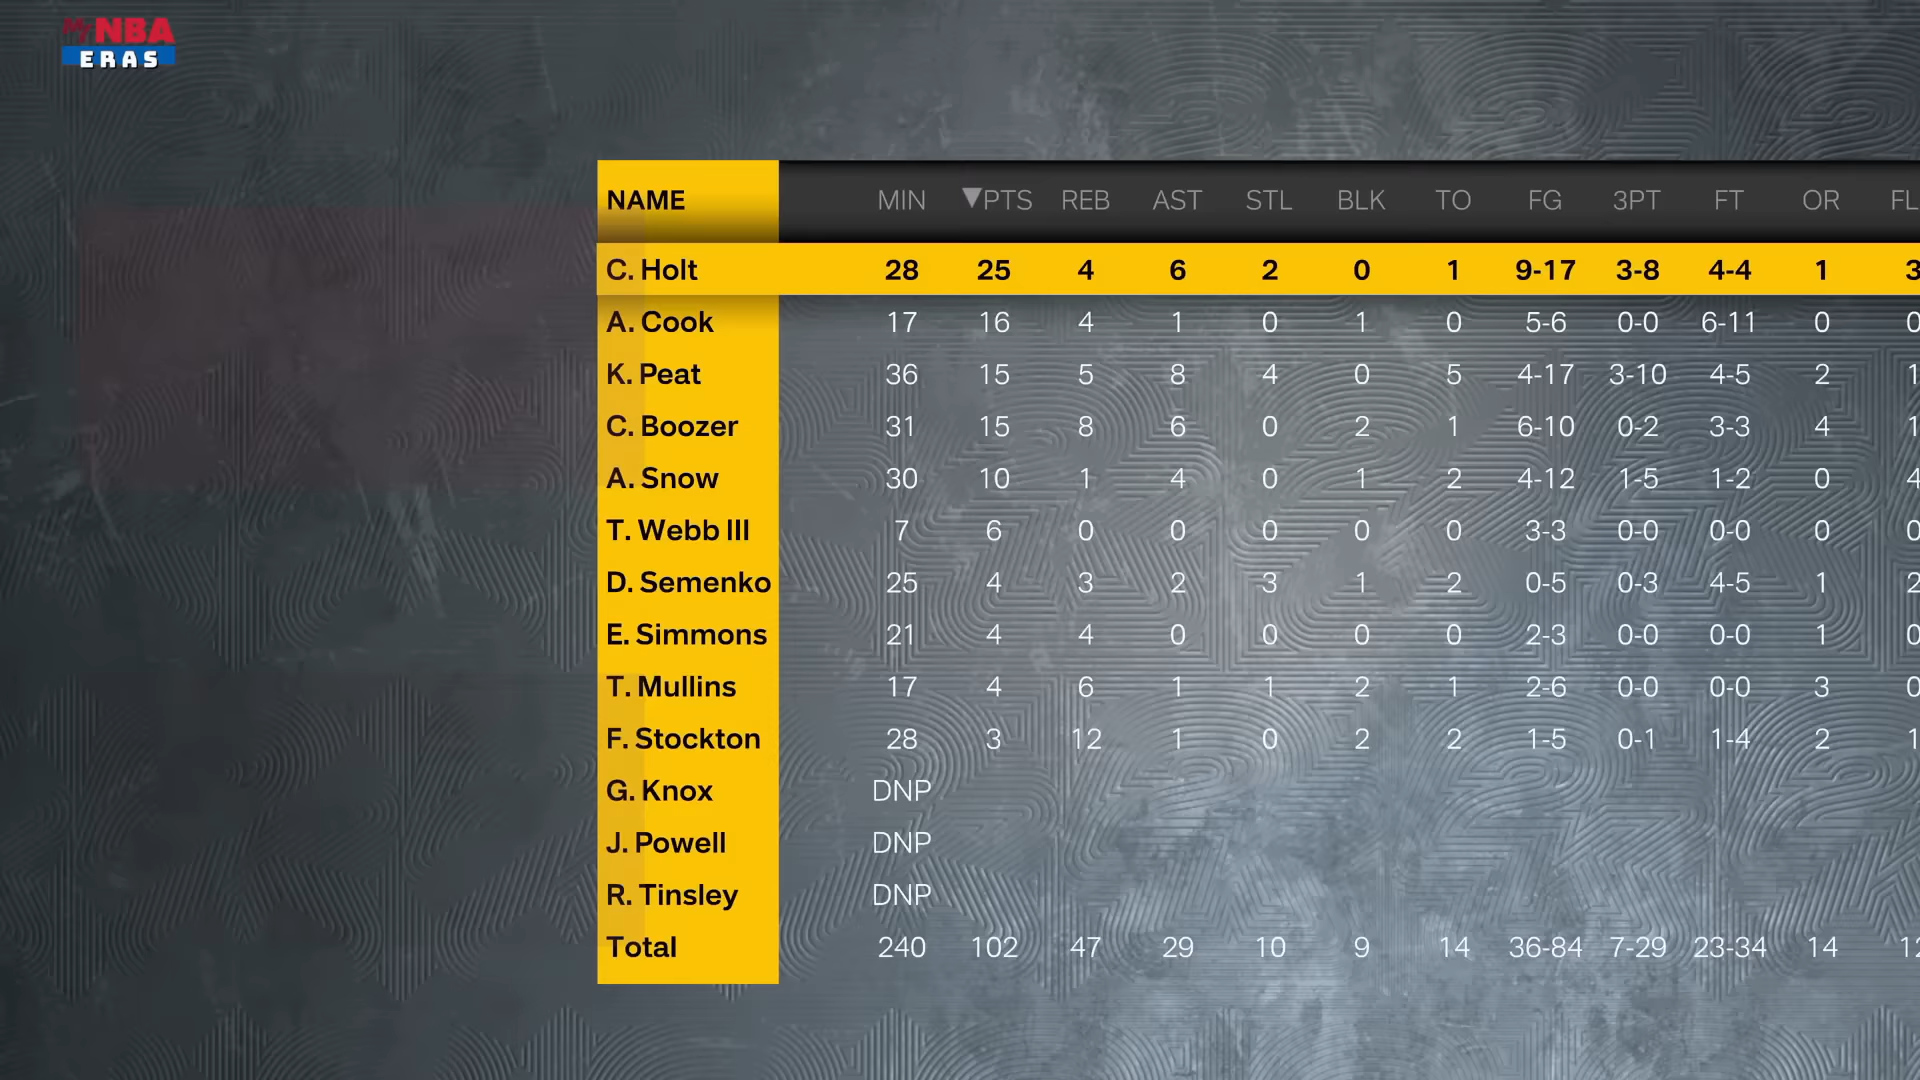 My NBA
ERAS
NAME MIN ▼PTS REB AST STL BLK TO FG 3PT FT OR FL
C. Holt 28 25 4 6 2 0 1 9-17 3-8 4-4 1 3
A. Cook 17 16 4 1 0 1 0 5-6 0-0 6-11 0 0
K. Peat 36 15 5 8 4 0 5 4-17 3-10 4-5 2 1
C. Boozer 31 15 8 6 0 2 1 6-10 0-2 3-3 4 1
A. Snow 30 10 1 4 0 1 2 4-12 1-5 1-2 0 4
T. Webb III 7 6 0 0 0 0 0 3-3 0-0 0-0 0 0
D. Semenko 25 4 3 2 3 1 2 0-5 0-3 4-5 1 2
E. Simmons 21 4 4 0 0 0 0 2-3 0-0 0-0 1 0
T. Mullins 17 4 6 1 1 2 1 2-6 0-0 0-0 3 0
F. Stockton 28 3 12 1 0 2 2 1-5 0-1 1-4 2 1
G. Knox DNP
J. Powell DNP
R. Tinsley DNP
Total 240 102 47 29 10 9 14 36-84 7-29 23-34 14 12